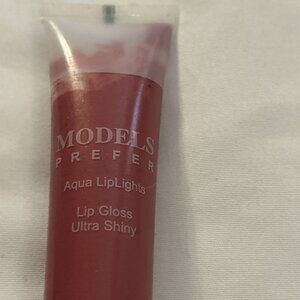 MODELS
PREFER
Aqua LipLights
Lip Gloss
Ultra Shiny